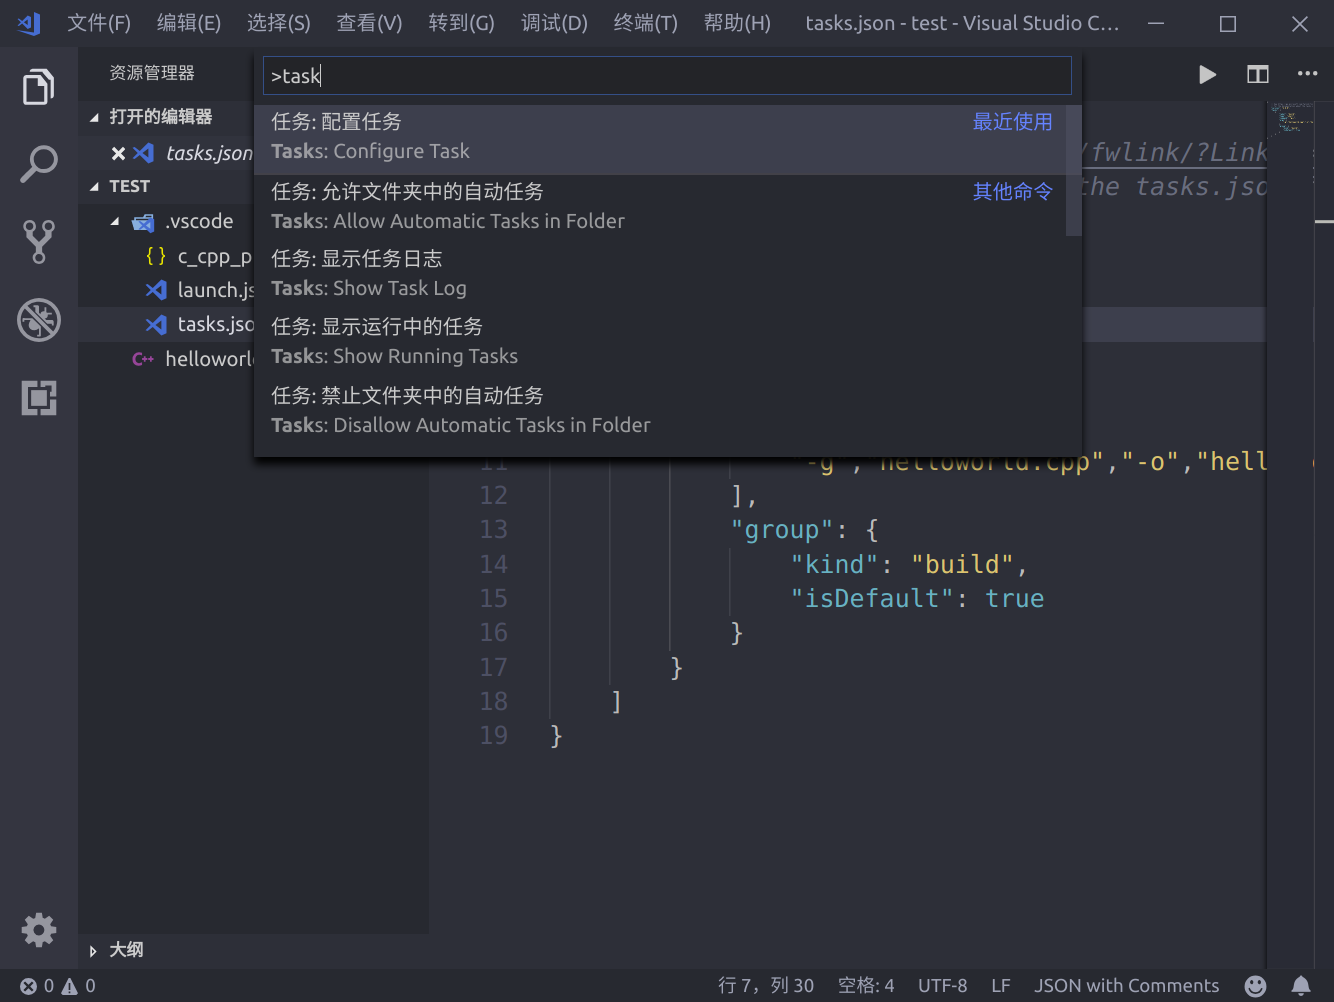 文件(F) 编辑(E) 选择(S) 查看(V) 转到(G) 调试(D) 终端(T) 帮助(H) tasks.json - test - Visual Studio C...
资源管理器
>task
打开的编辑器
tasks.json
TEST
.vscode
{} c_cpp_p
launch.js
tasks.jso
C++ helloworl
任务: 配置任务 最近使用
Tasks: Configure Task
任务: 允许文件夹中的自动任务 其他命令
Tasks: Allow Automatic Tasks in Folder
任务: 显示任务日志
Tasks: Show Task Log
任务: 显示运行中的任务
Tasks: Show Running Tasks
任务: 禁止文件夹中的自动任务
Tasks: Disallow Automatic Tasks in Folder
/fwlink/?Link
the tasks.jso
11 "-g","helloworld.cpp","-o","hell
12 ],
13 "group": {
14 "kind": "build",
15 "isDefault": true
16 }
17 }
18 ]
19 }
大纲
0 0 行 7，列 30 空格: 4 UTF-8 LF JSON with Comments